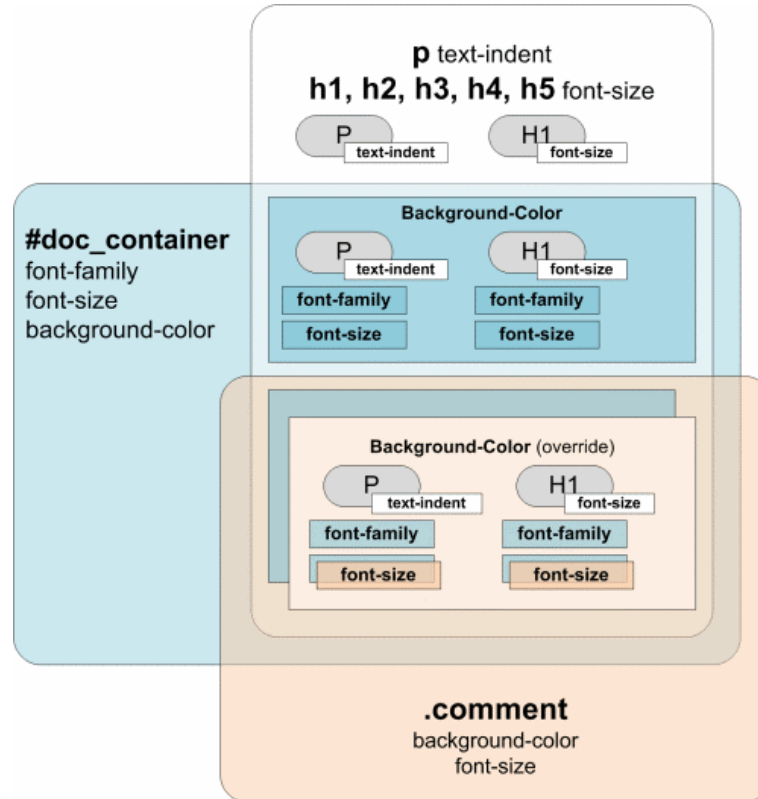 p text-indent
h1, h2, h3, h4, h5 font-size
P H1
text-indent font-size
#doc_container
font-family
font-size
background-color
Background-Color
P H1
text-indent font-size
font-family font-family
font-size font-size
Background-Color (override)
P H1
text-indent font-size
font-family font-family
font-size font-size
.comment
background-color
font-size